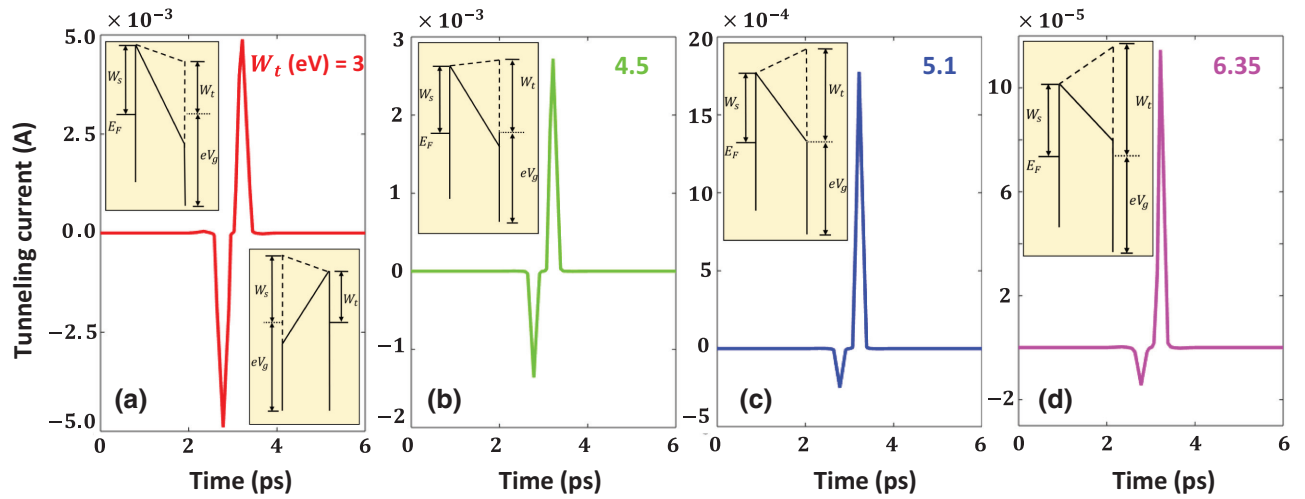 × 10⁻³
× 10⁻³
× 10⁻⁴
× 10⁻⁵
Tunneling current (A)
5.0
2.5
0.0
−2.5
−5.0
W_t (eV) = 3
W_s
E_F
W_t
eV_g
W_s
eV_g
W_t
(a)
0
2
4
6
Time (ps)
3
2
1
0
−1
−2
4.5
W_s
E_F
W_t
eV_g
(b)
0
2
4
6
Time (ps)
20
15
10
5
0
−5
5.1
W_s
E_F
W_t
eV_g
(c)
0
2
4
6
Time (ps)
10
6
2
−2
6.35
W_s
E_F
W_t
eV_g
(d)
0
2
4
6
Time (ps)